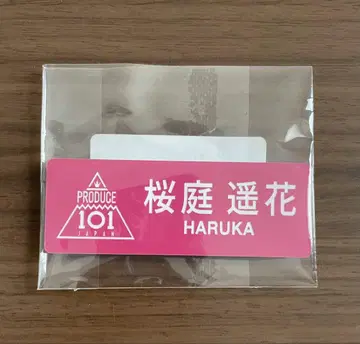 PRODUCE
101
JAPAN
桜庭 遥花
HARUKA